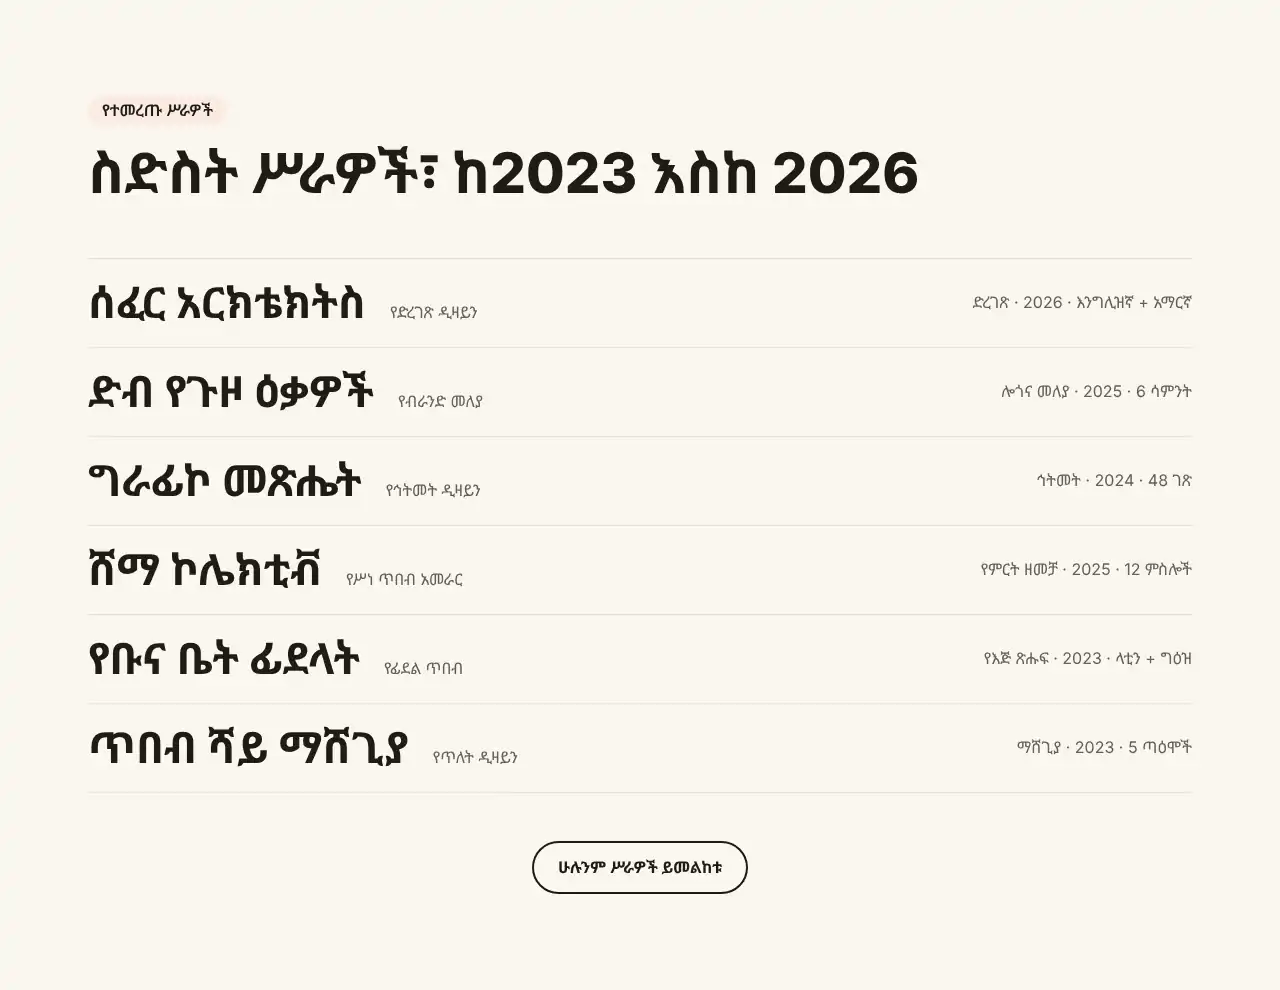 የተመረጡ ሥራዎች
ስድስት ሥራዎች፣ ከ2023 እስከ 2026
ሰፈር አርክቴክትስ የድረገጽ ዲዛይን ድረገጽ · 2026 · እንግሊዝኛ + አማርኛ
ድብ የጉዞ ዕቃዎች የብራንድ መለያ ሎጎና መለያ · 2025 · 6 ሳምንት
ግራፊኮ መጽሔት የኅትመት ዲዛይን ኅትመት · 2024 · 48 ገጽ
ሸማ ኮሌክቲቭ የሥነ ጥበብ አመራር የምርት ዘመቻ · 2025 · 12 ምስሎች
የቡና ቤት ፊደላት የፊደል ጥበብ የእጅ ጽሑፍ · 2023 · ላቲን + ግዕዝ
ጥበብ ሻይ ማሸጊያ የጥለት ዲዛይን ማሸጊያ · 2023 · 5 ጣዕሞች
ሁሉንም ሥራዎች ይመልከቱ